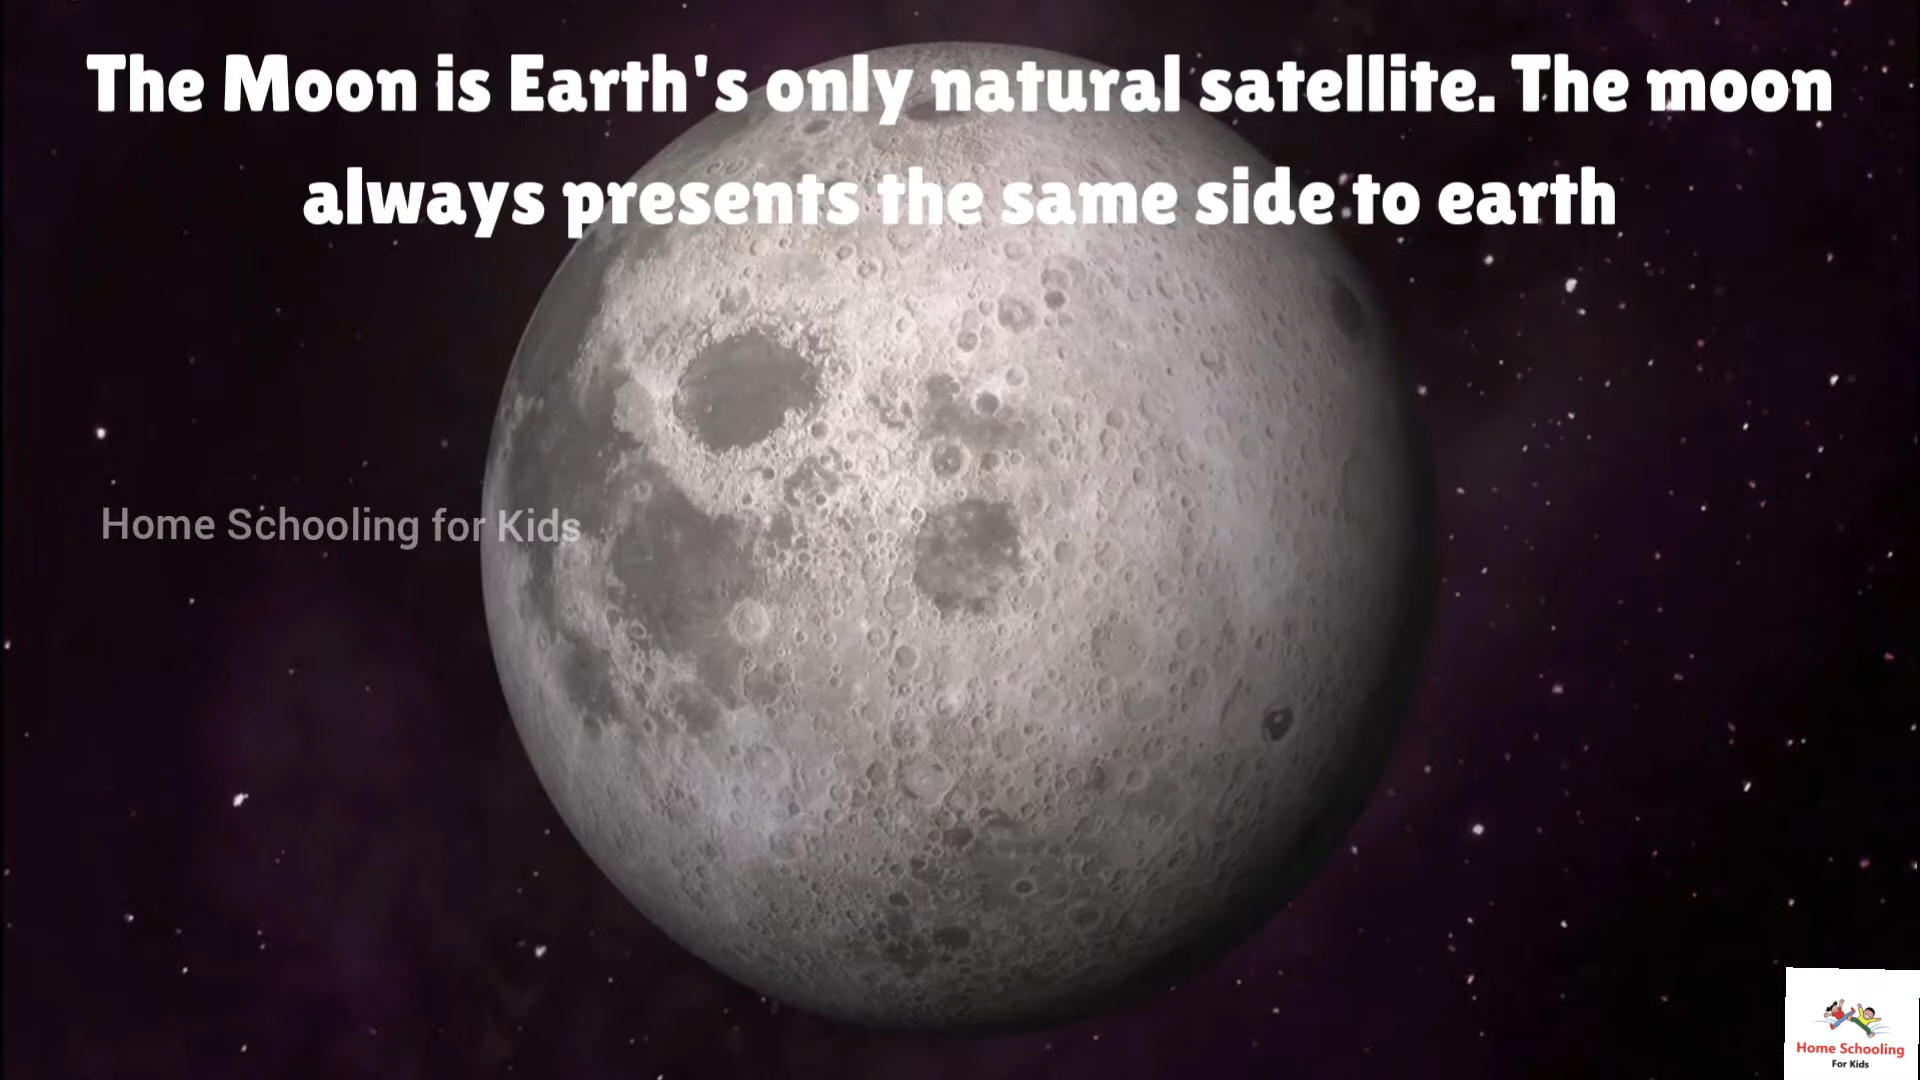 The Moon is Earth's only natural satellite. The moon
always presents the same side to earth
Home Schooling for Kids
Home Schooling
For Kids